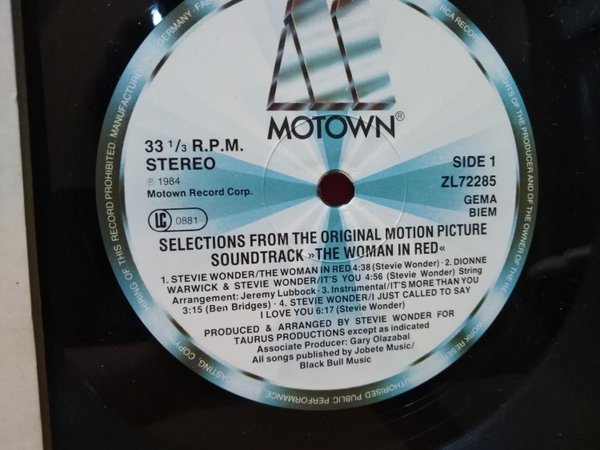 MOTOWN®
33 1/3 R.P.M.
STEREO
℗ 1984
Motown Record Corp.
LC 0881
SIDE 1
ZL72285
GEMA
BIEM
SELECTIONS FROM THE ORIGINAL MOTION PICTURE
SOUNDTRACK »THE WOMAN IN RED«
1. STEVIE WONDER/THE WOMAN IN RED 4:38 (Stevie Wonder) · 2. DIONNE
WARWICK & STEVIE WONDER/IT'S YOU 4:56 (Stevie Wonder) String
Arrangement: Jeremy Lubbock · 3. Instrumental/IT'S MORE THAN YOU
3:15 (Ben Bridges) · 4. STEVIE WONDER/I JUST CALLED TO SAY
I LOVE YOU 6:17 (Stevie Wonder)
PRODUCED & ARRANGED BY STEVIE WONDER FOR
TAURUS PRODUCTIONS except as indicated
Associate Producer: Gary Olazabal
All songs published by Jobete Music/
Black Bull Music
HIRING OF THIS RECORD PROHIBITED. MANUFACTURED
GERMANY
RCA RECOR
RIGHTS OF THE PRODUCER AND OF THE OWNER OF THE
WORK RESER
AUTHORISED PUBLIC PERFORMANCE